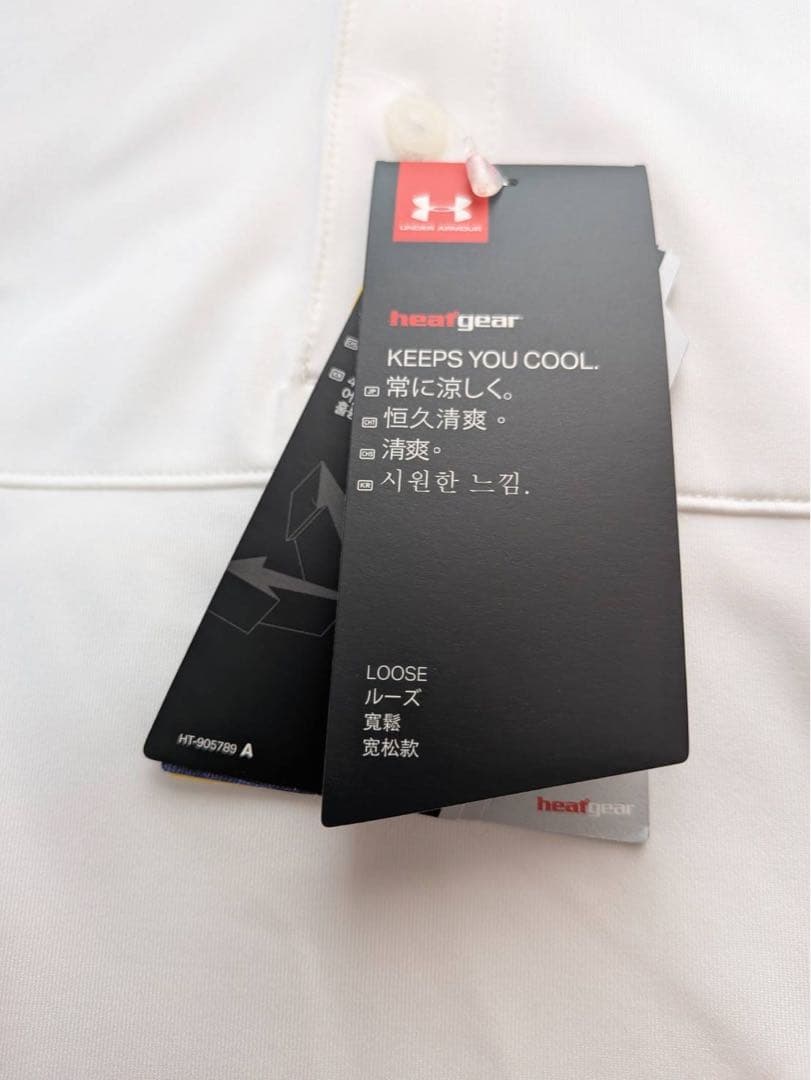 UNDER ARMOUR
heatgear
KEEPS YOU COOL.
JP 常に涼しく。
CHT 恒久清爽。
CHS 清爽。
KR 시원한 느낌.
LOOSE
ルーズ
寬鬆
宽松款
HT-905789 A
heatgear